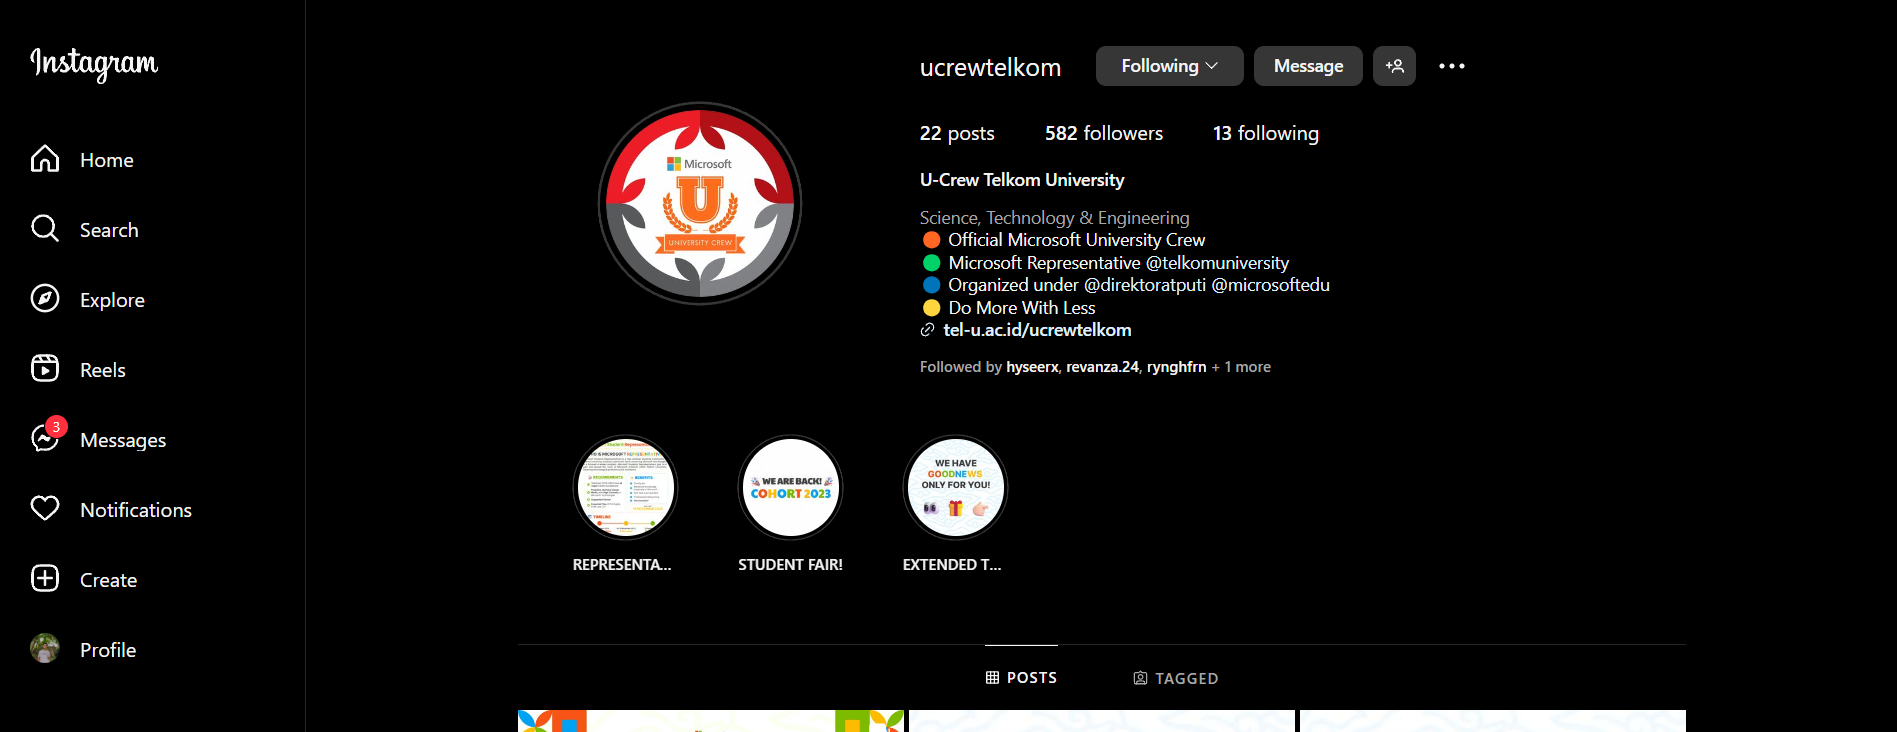 Instagram
Home
Search
Explore
Reels
3
Messages
Notifications
Create
Profile
ucrewtelkom
Following
Message
22 posts
582 followers
13 following
Microsoft
U
UNIVERSITY CREW
U-Crew Telkom University
Science, Technology & Engineering
Official Microsoft University Crew
Microsoft Representative @telkomuniversity
Organized under @direktoratputi @microsoftedu
Do More With Less
tel-u.ac.id/ucrewtelkom
Followed by hyseerx, revanza.24, rynghfrn + 1 more
REQUIREMENTS
BENEFITS
TIMELINE
REPRESENTA...
WE ARE BACK!
COHORT 2023
STUDENT FAIR!
WE HAVE
GOODNEWS
ONLY FOR YOU!
EXTENDED T...
POSTS
TAGGED